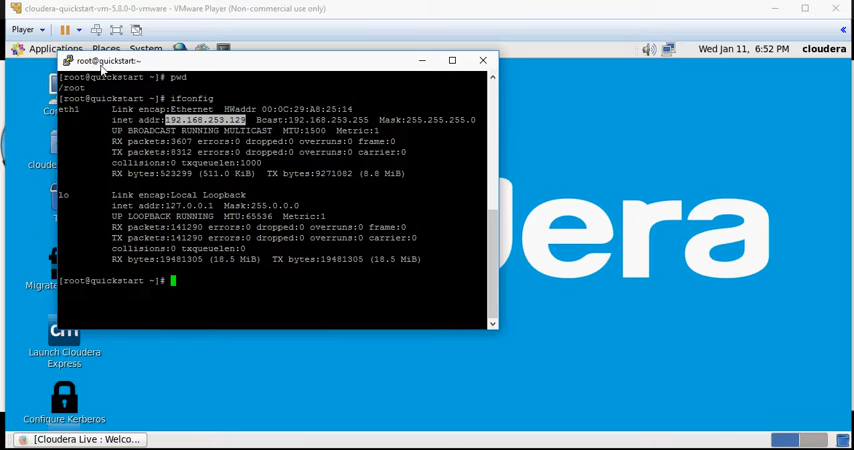 cloudera-quickstart-vm-5.8.0-0-vmware - VMware Player (Non-commercial use only)
Player
Applications Places System
Wed Jan 11, 6:52 PM cloudera
root@quickstart:~
[root@quickstart ~]# pwd
/root
[root@quickstart ~]# ifconfig
eth1 Link encap:Ethernet HWaddr 00:0C:29:A8:25:14
inet addr:192.168.253.129 Bcast:192.168.253.255 Mask:255.255.255.0
UP BROADCAST RUNNING MULTICAST MTU:1500 Metric:1
RX packets:3607 errors:0 dropped:0 overruns:0 frame:0
TX packets:8312 errors:0 dropped:0 overruns:0 carrier:0
collisions:0 txqueuelen:1000
RX bytes:523299 (511.0 KiB) TX bytes:9271082 (8.8 MiB)
lo Link encap:Local Loopback
inet addr:127.0.0.1 Mask:255.0.0.0
UP LOOPBACK RUNNING MTU:65536 Metric:1
RX packets:141290 errors:0 dropped:0 overruns:0 frame:0
TX packets:141290 errors:0 dropped:0 overruns:0 carrier:0
collisions:0 txqueuelen:0
RX bytes:19481305 (18.5 MiB) TX bytes:19481305 (18.5 MiB)
[root@quickstart ~]#
Co
cloude
T
Migrate
cm
Launch Cloudera
Express
Configure Kerberos
dera
[Cloudera Live : Welco...